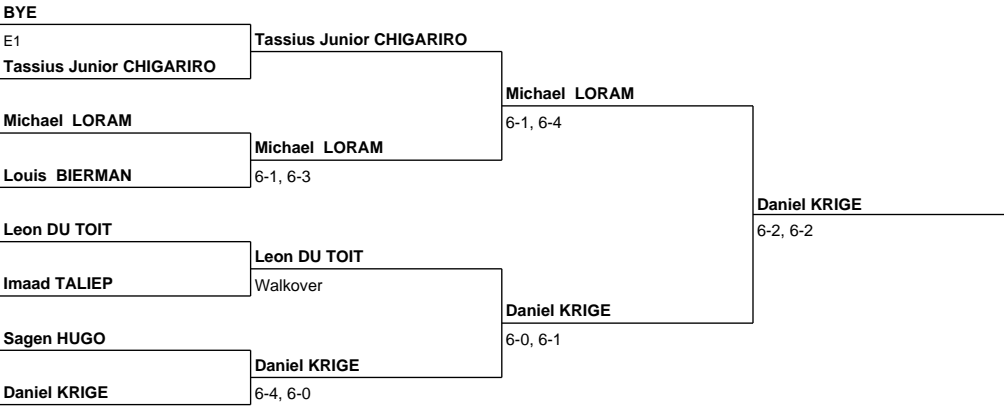 BYE
E1
Tassius Junior CHIGARIRO
Michael LORAM
Louis BIERMAN
Leon DU TOIT
Imaad TALIEP
Sagen HUGO
Daniel KRIGE
Tassius Junior CHIGARIRO
Michael LORAM
6-1, 6-3
Leon DU TOIT
Walkover
Daniel KRIGE
6-4, 6-0
Michael LORAM
6-1, 6-4
Daniel KRIGE
6-0, 6-1
Daniel KRIGE
6-2, 6-2